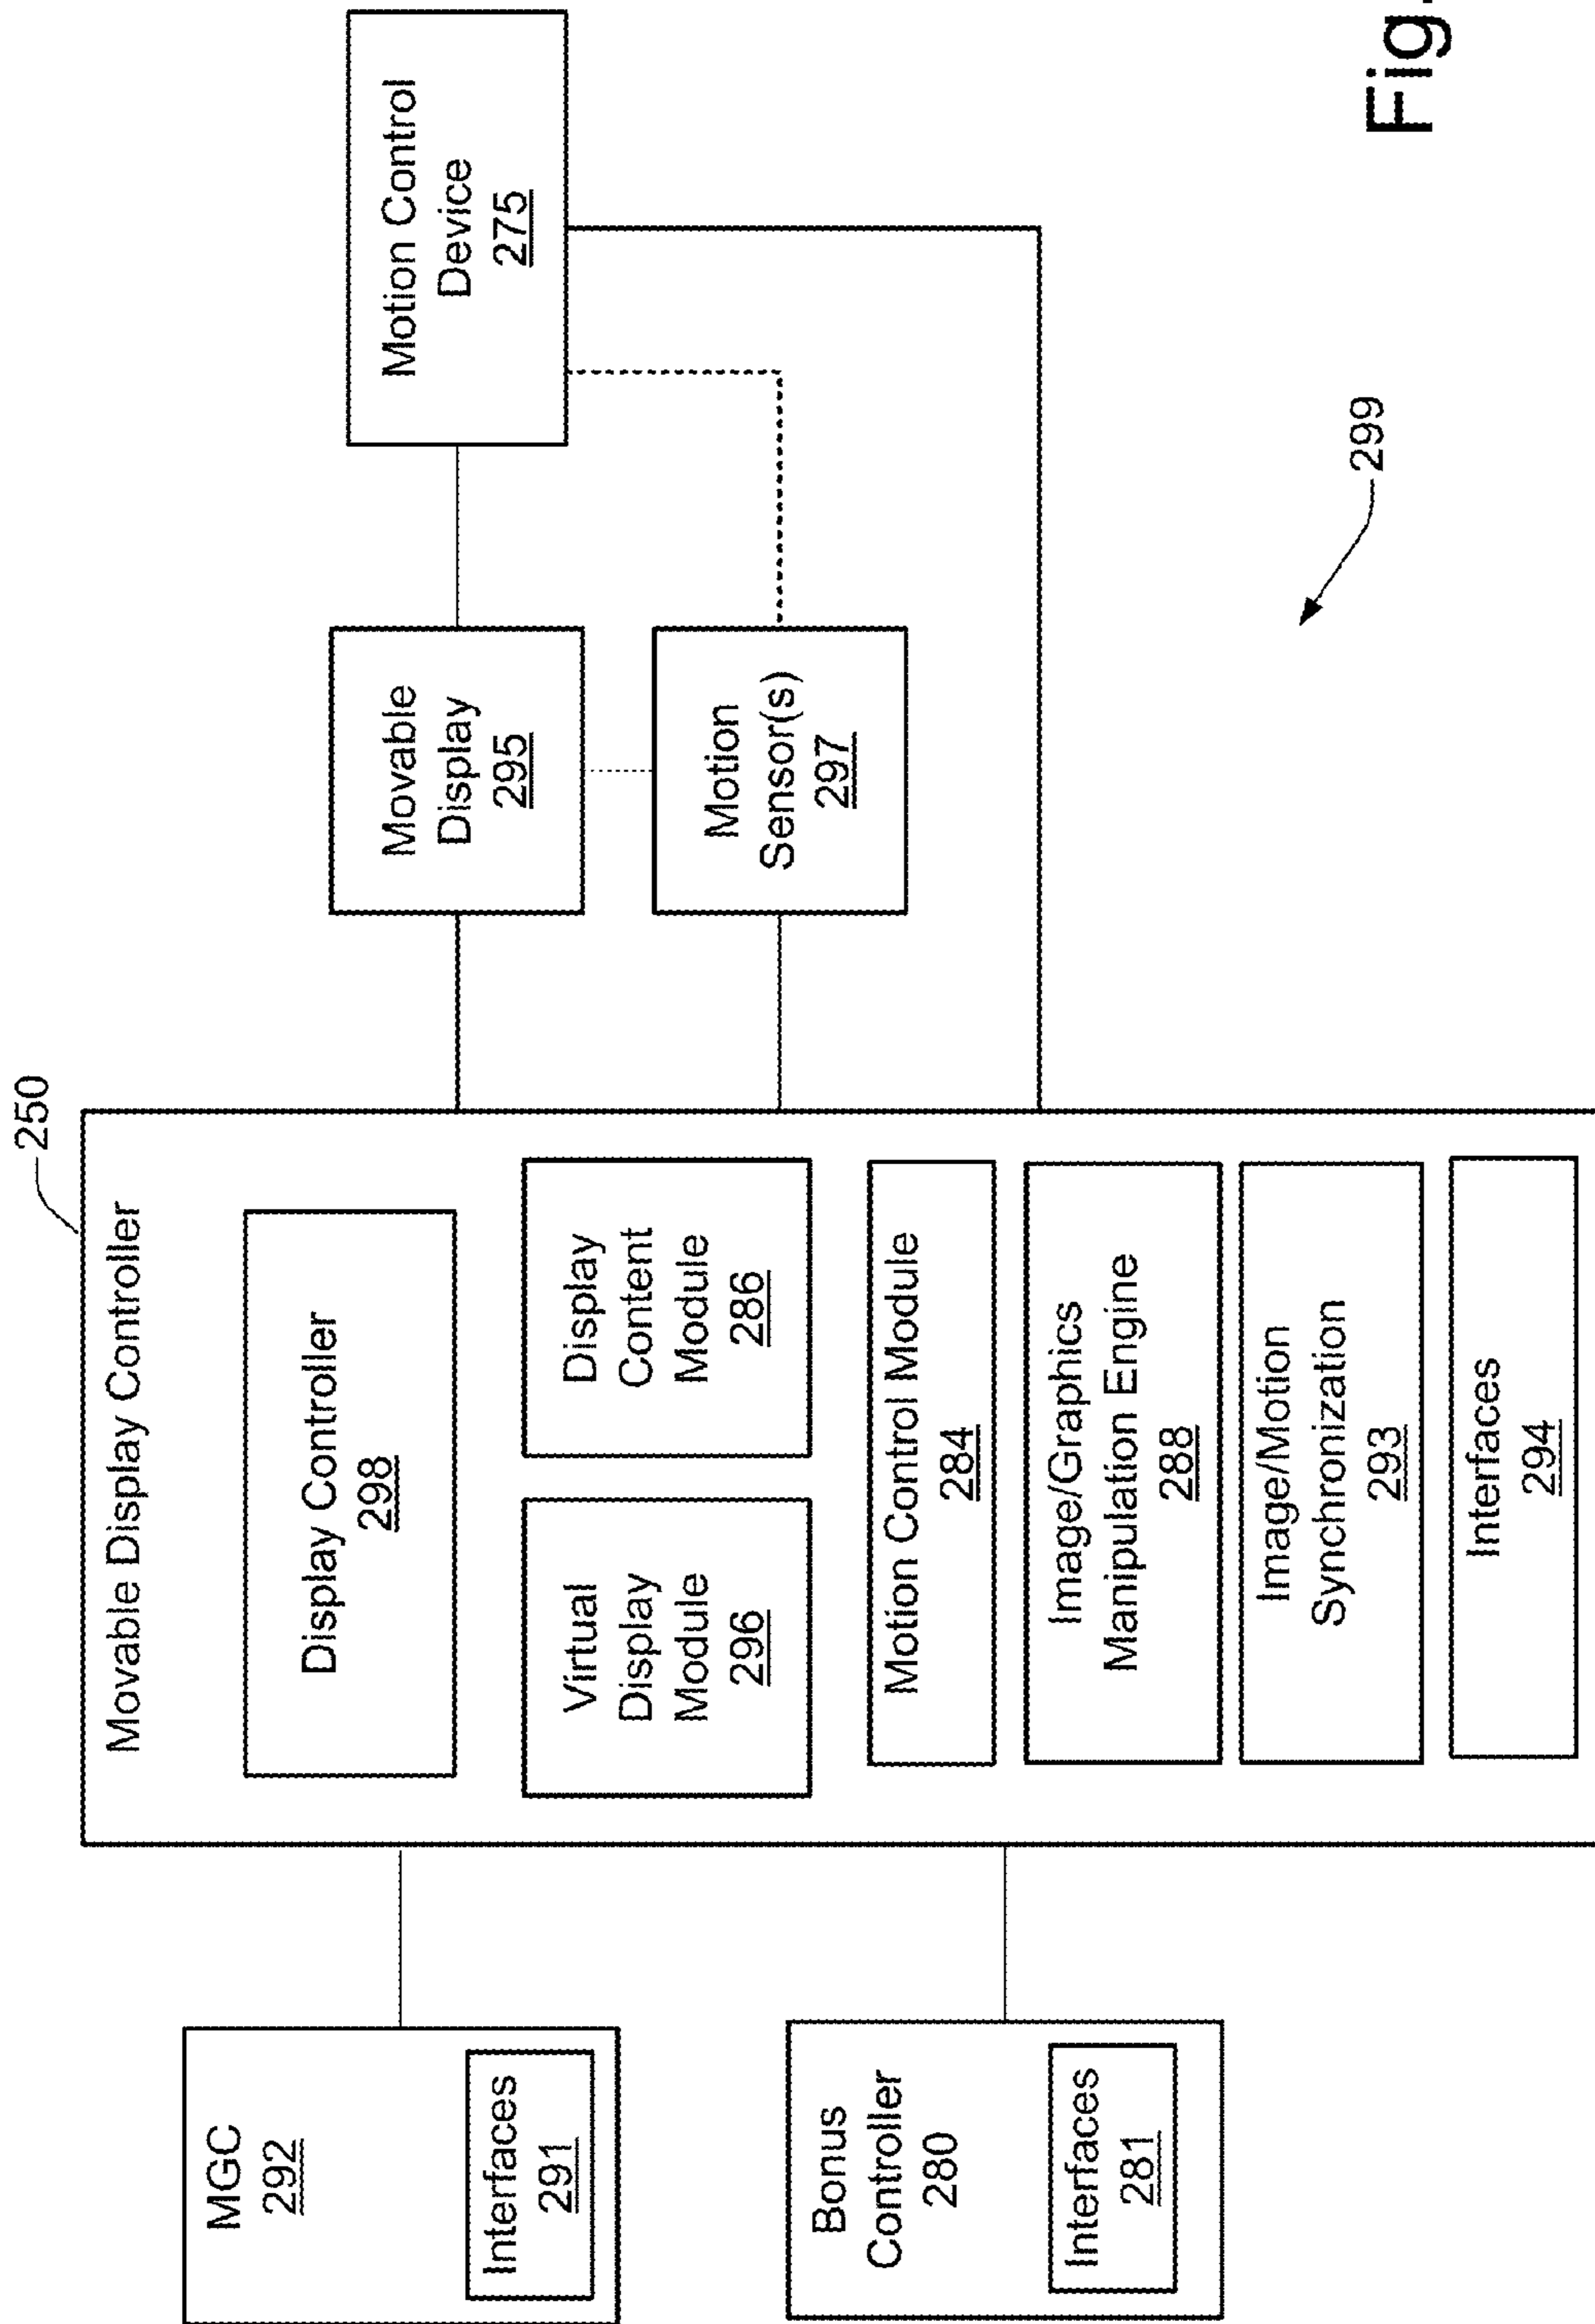 250
Movable Display Controller
MGC
292
Interfaces
291
Bonus
Controller
280
Interfaces
281
Display Controller
298
Virtual
Display
Module
296
Display
Content
Module
286
Motion Control Module
284
Image/Graphics
Manipulation Engine
288
Image/Motion
Synchronization
293
Interfaces
294
Movable
Display
295
Motion
Sensor(s)
297
Motion Control
Device
275
299
Fig.